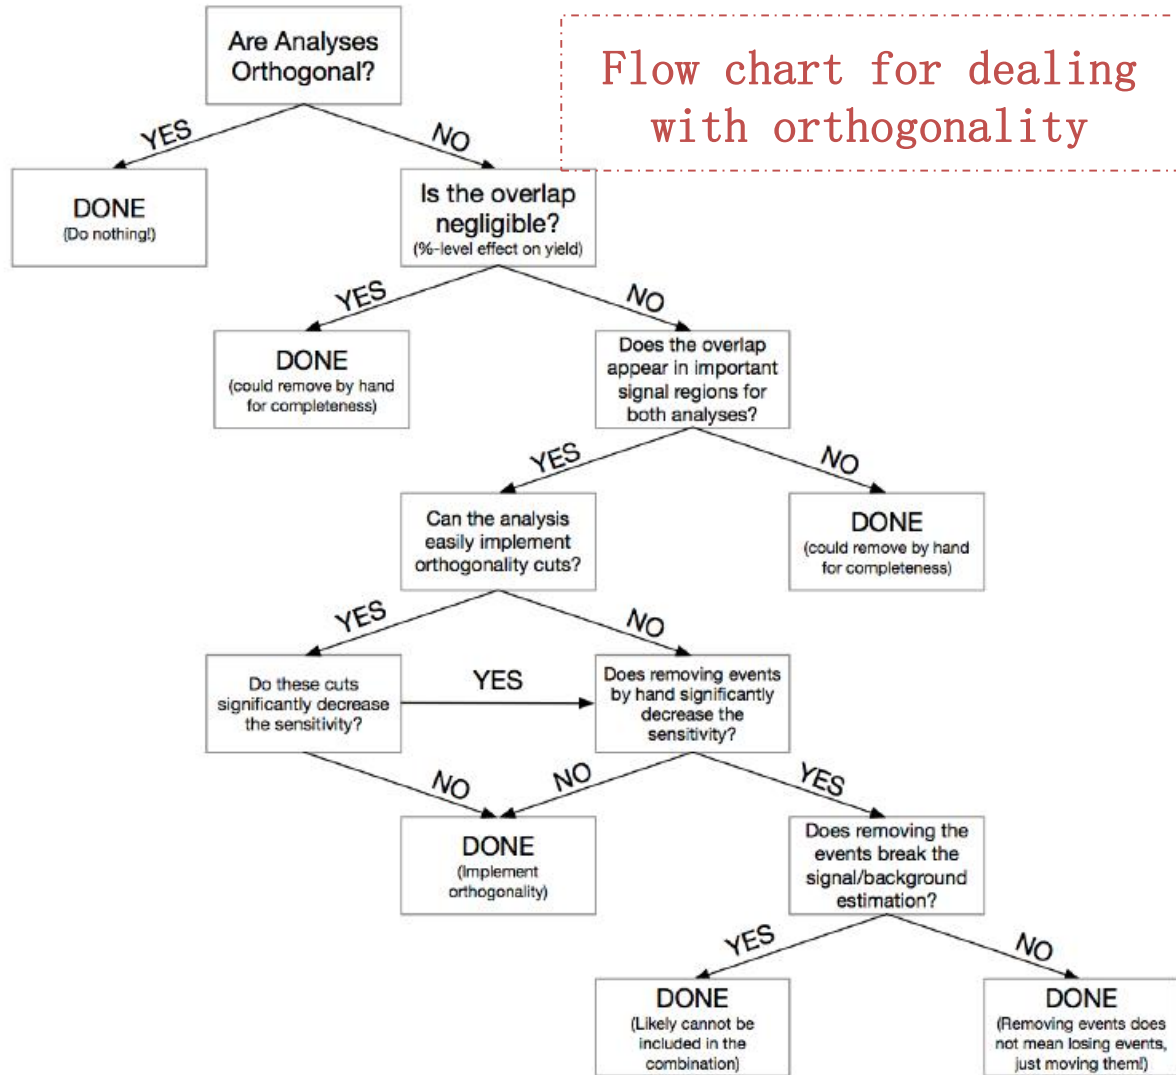 Flow chart for dealing
with orthogonality
Are Analyses
Orthogonal?
YES
NO
DONE
(Do nothing!)
Is the overlap
negligible?
(%-level effect on yield)
YES
NO
DONE
(could remove by hand
for completeness)
Does the overlap
appear in important
signal regions for
both analyses?
YES
NO
Can the analysis
easily implement
orthogonality cuts?
DONE
(could remove by hand
for completeness)
YES
NO
Do these cuts
significantly decrease
the sensitivity?
YES
Does removing events
by hand significantly
decrease the
sensitivity?
NO
NO
YES
DONE
(Implement
orthogonality)
Does removing the
events break the
signal/background
estimation?
YES
NO
DONE
(Likely cannot be
included in the
combination)
DONE
(Removing events does
not mean losing events,
just moving them!)